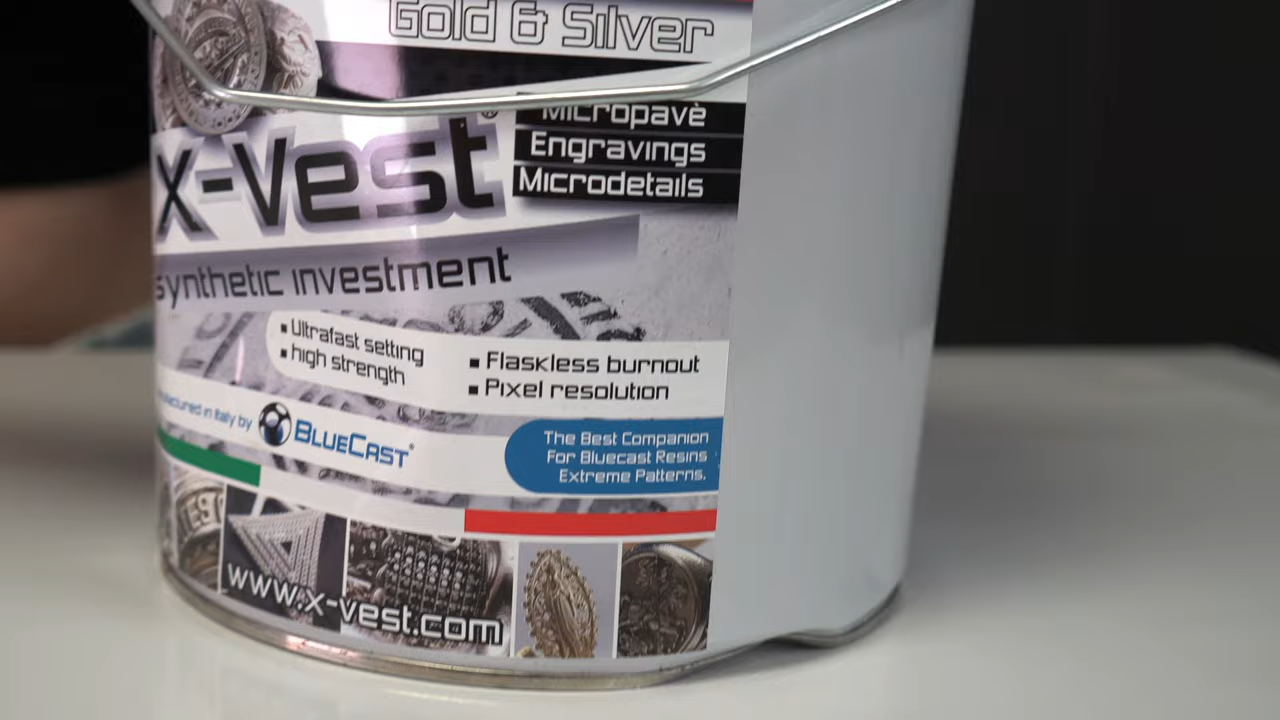 Gold & Silver
Micropavè
Engravings
Microdetails
X-Vest®
synthetic investment
▪ Ultrafast setting
▪ high strength
▪ Flaskless burnout
▪ Pixel resolution
in Italy by
BLUECAST®
The Best Companion
For Bluecast Resins
Extreme Patterns.
www.x-vest.com